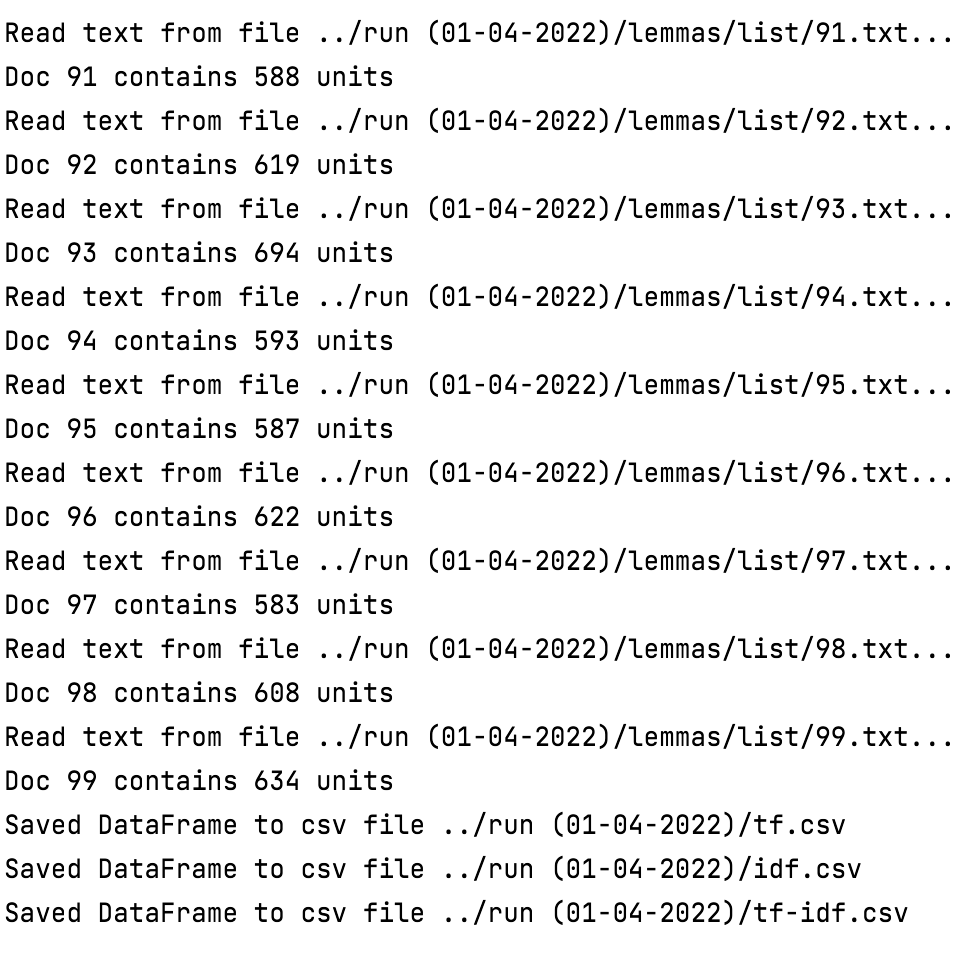 Read text from file ../run (01-04-2022)/lemmas/list/91.txt...
Doc 91 contains 588 units
Read text from file ../run (01-04-2022)/lemmas/list/92.txt...
Doc 92 contains 619 units
Read text from file ../run (01-04-2022)/lemmas/list/93.txt...
Doc 93 contains 694 units
Read text from file ../run (01-04-2022)/lemmas/list/94.txt...
Doc 94 contains 593 units
Read text from file ../run (01-04-2022)/lemmas/list/95.txt...
Doc 95 contains 587 units
Read text from file ../run (01-04-2022)/lemmas/list/96.txt...
Doc 96 contains 622 units
Read text from file ../run (01-04-2022)/lemmas/list/97.txt...
Doc 97 contains 583 units
Read text from file ../run (01-04-2022)/lemmas/list/98.txt...
Doc 98 contains 608 units
Read text from file ../run (01-04-2022)/lemmas/list/99.txt...
Doc 99 contains 634 units
Saved DataFrame to csv file ../run (01-04-2022)/tf.csv
Saved DataFrame to csv file ../run (01-04-2022)/idf.csv
Saved DataFrame to csv file ../run (01-04-2022)/tf-idf.csv